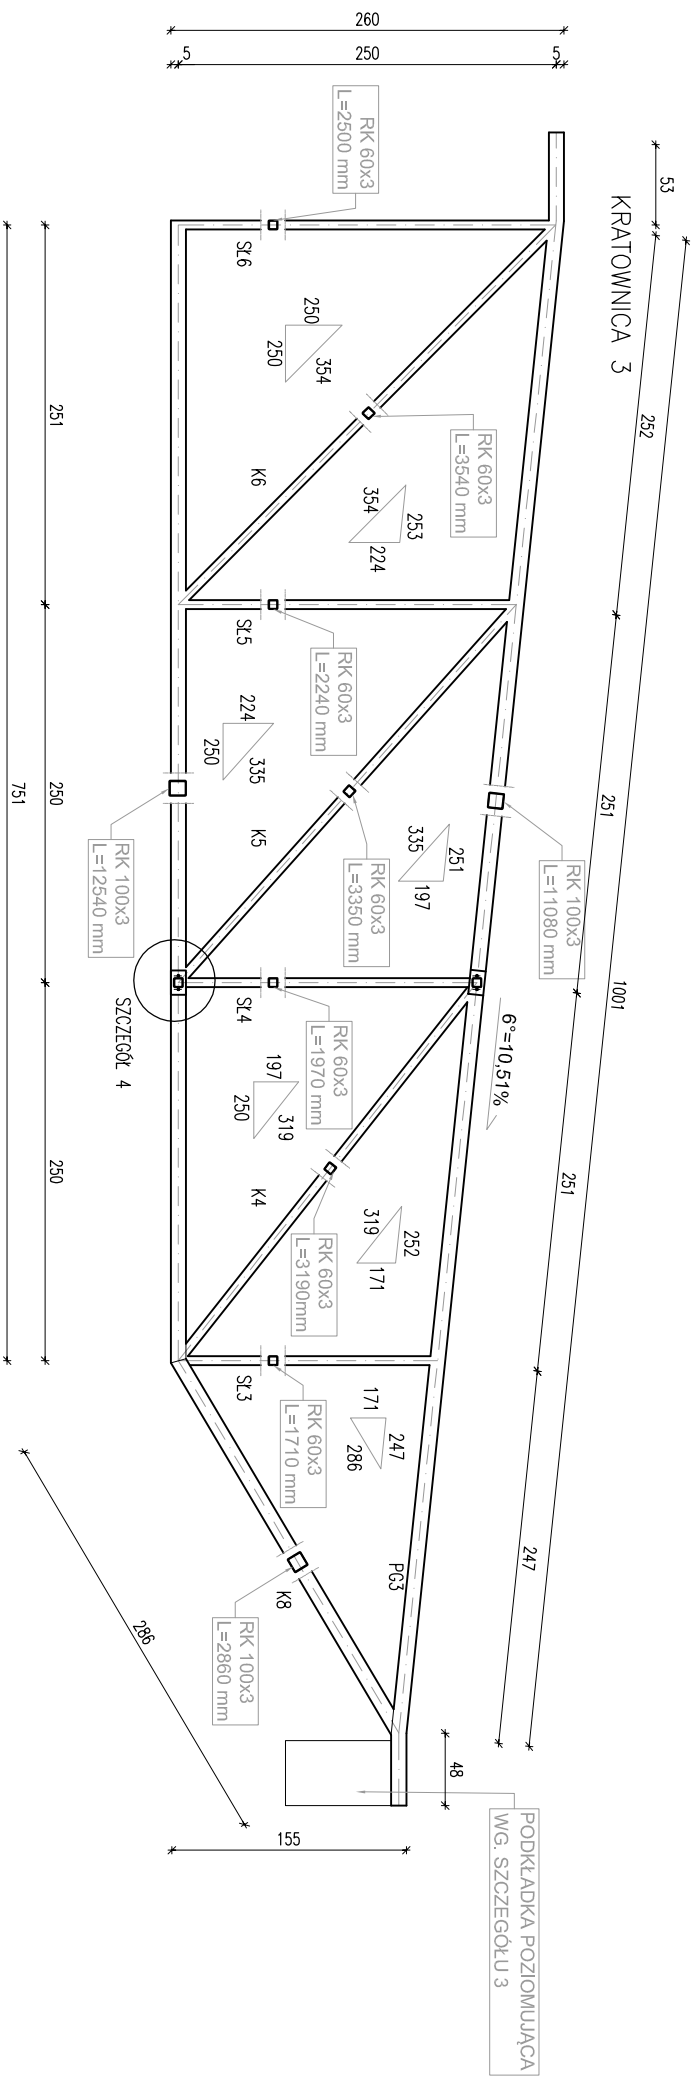 KRATOWNICA 3
260
5
250
5
53
252
251
251
247
1001
6°=10,51%
RK 60x3
L=2500 mm
SŁ6
250
250
354
K6
RK 60x3
L=3540 mm
354
253
224
SŁ5
RK 60x3
L=2240 mm
224
250
335
K5
RK 60x3
L=3350 mm
335
251
197
RK 100x3
L=11080 mm
RK 100x3
L=12540 mm
SZCZEGÓŁ 4
SŁ4
RK 60x3
L=1970 mm
197
250
319
K4
RK 60x3
L=3190mm
319
252
171
SŁ3
RK 60x3
L=1710 mm
171
247
286
PG3
K8
RK 100x3
L=2860 mm
286
48
155
PODKŁADKA POZIOMUJĄCA
WG. SZCZEGÓŁU 3
251
250
250
751